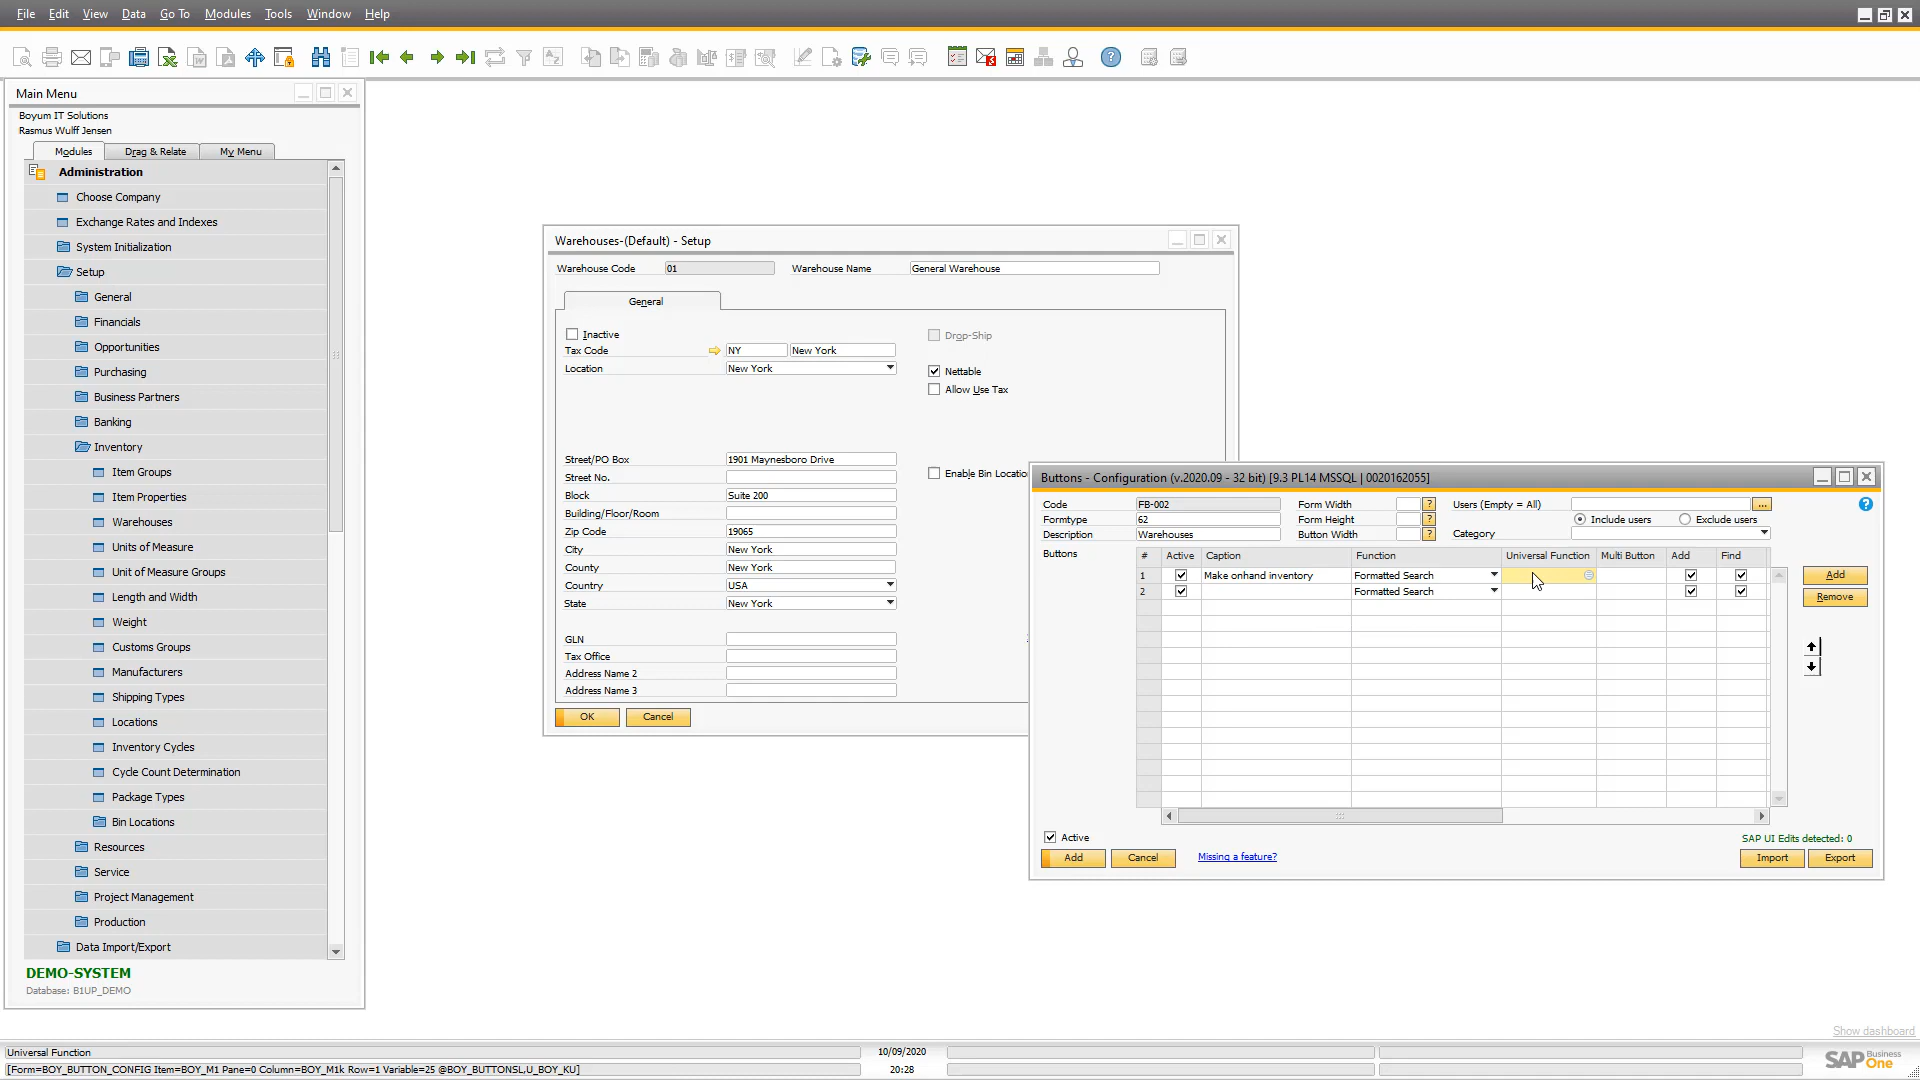 File Edit View Data Go To Modules Tools Window Help
Main Menu
Boyum IT Solutions
Rasmus Wulff Jensen
Modules Drag & Relate My Menu
Administration
Choose Company
Exchange Rates and Indexes
System Initialization
Setup
General
Financials
Opportunities
Purchasing
Business Partners
Banking
Inventory
Item Groups
Item Properties
Warehouses
Units of Measure
Unit of Measure Groups
Length and Width
Weight
Customs Groups
Manufacturers
Shipping Types
Locations
Inventory Cycles
Cycle Count Determination
Package Types
Bin Locations
Resources
Service
Project Management
Production
Data Import/Export
DEMO-SYSTEM
Database: B1UP_DEMO
Warehouses-(Default) - Setup
Warehouse Code 01 Warehouse Name General Warehouse
General
Inactive Drop-Ship
Tax Code NY New York
Location New York Nettable
Allow Use Tax
Street/PO Box 1901 Maynesboro Drive
Street No. Enable Bin Locatio
Block Suite 200
Building/Floor/Room
Zip Code 19065
City New York
County New York
Country USA
State New York
GLN
Tax Office
Address Name 2
Address Name 3
OK Cancel
Buttons - Configuration (v.2020.09 - 32 bit) [9.3 PL14 MSSQL | 0020162055]
Code FB-002 Form Width ? Users (Empty = All) ... ?
Formtype 62 Form Height ? Include users Exclude users
Description Warehouses Button Width ? Category
Buttons # Active Caption Function Universal Function Multi Button Add Find
1 Make onhand inventory Formatted Search Add
2 Formatted Search Remove
Active SAP UI Edits detected: 0
Add Cancel Missing a feature? Import Export
Show dashboard
Universal Function 10/09/2020
[Form=BOY_BUTTON_CONFIG Item=BOY_M1 Pane=0 Column=BOY_M1k Row=1 Variable=25 @BOY_BUTTONSL,U_BOY_KU] 20:28
SAP Business One